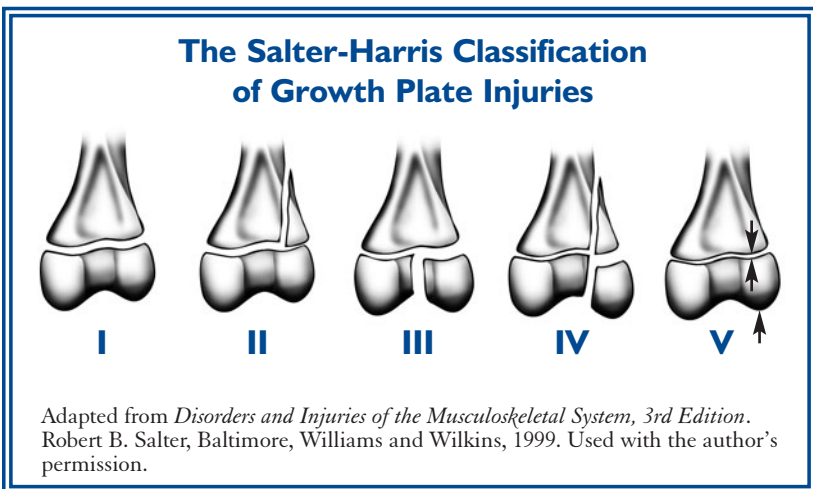 The Salter-Harris Classification
of Growth Plate Injuries
I II III IV V
Adapted from Disorders and Injuries of the Musculoskeletal System, 3rd Edition.
Robert B. Salter, Baltimore, Williams and Wilkins, 1999. Used with the author's
permission.